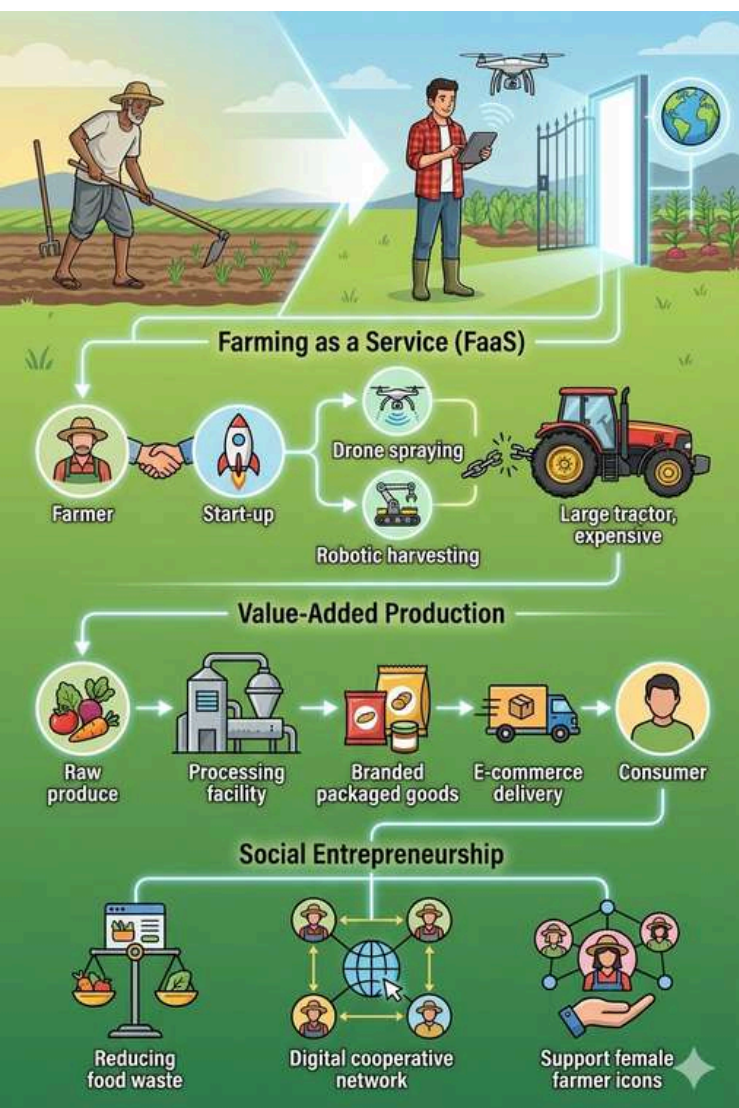 Farming as a Service (FaaS)
Farmer
Start-up
Drone spraying
Robotic harvesting
Large tractor,
expensive
Value-Added Production
Raw
produce
Processing
facility
Branded
packaged goods
E-commerce
delivery
Consumer
Social Entrepreneurship
Reducing
food waste
Digital cooperative
network
Support female
farmer icons